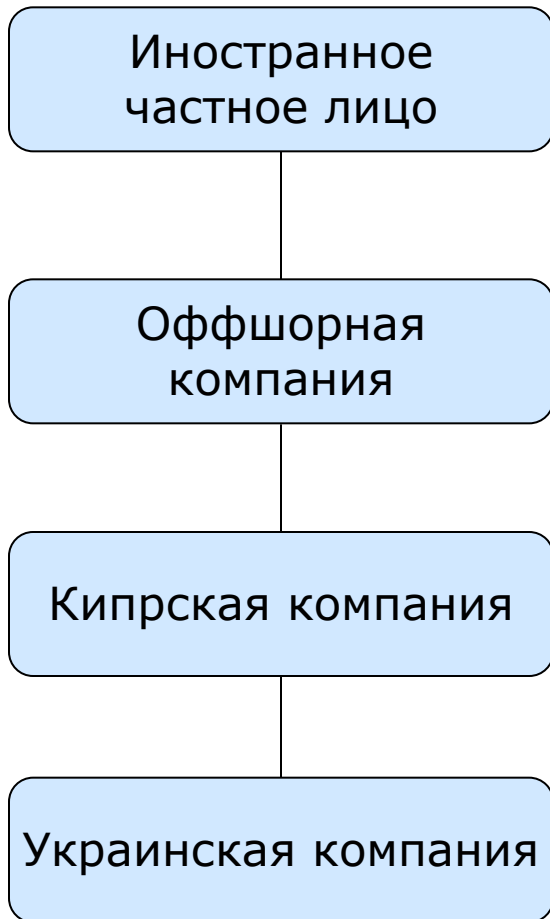 Иностранное
частное лицо
Оффшорная
компания
Кипрская компания
Украинская компания